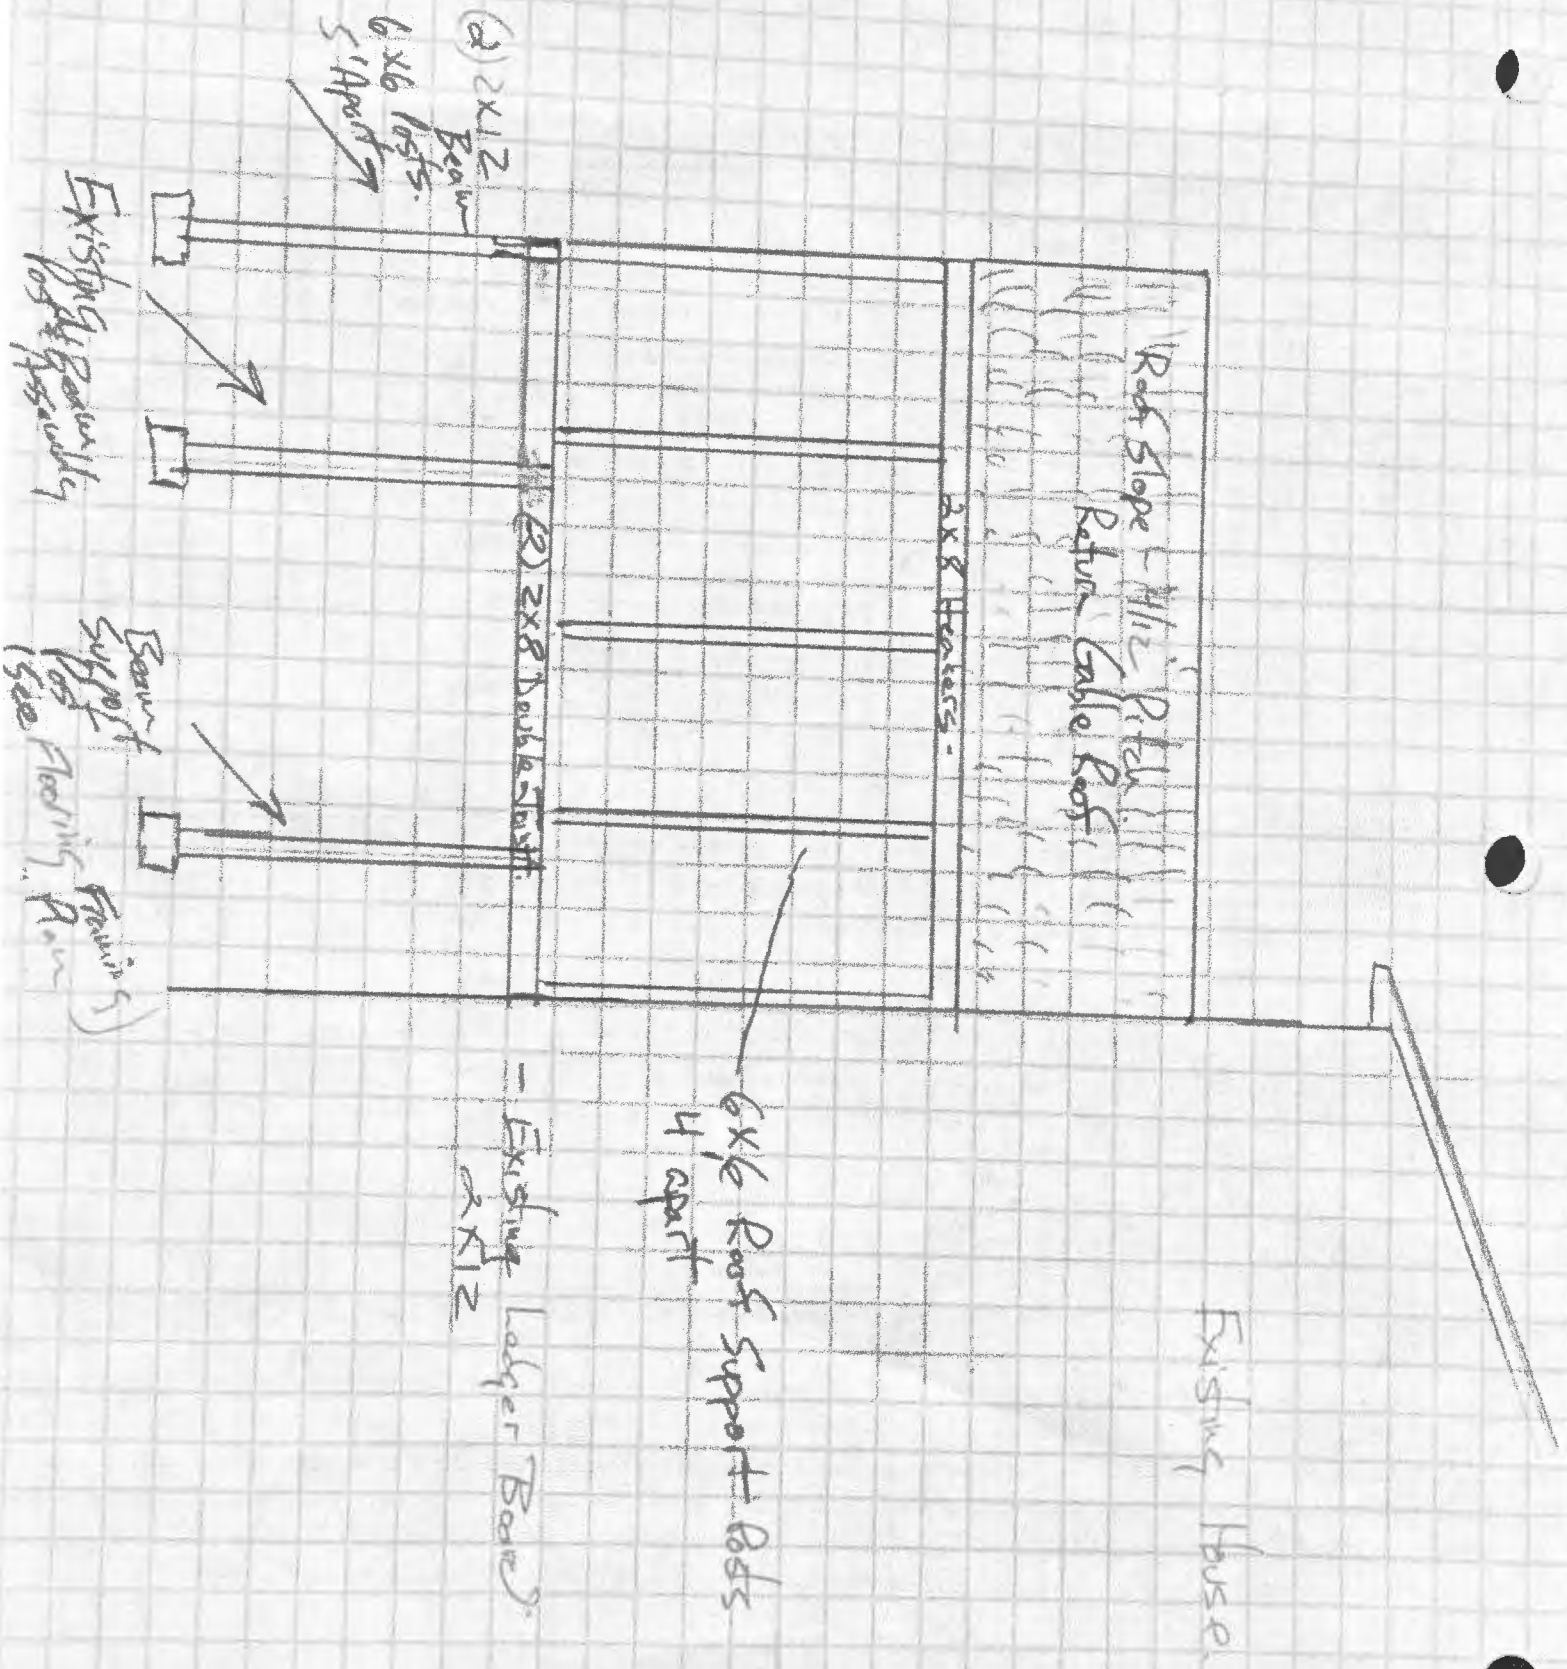 Existing House
Roof Slope - 4/12 Pitch.
Return Gable Roof
2x8 Headers -
6x6 Roof Support Posts
4' apart
(2) 2x8 Double Joist.
- Existing Ledger Board
2x12
(2) 2x12
Beam
6x6 Posts.
5' Apart
Existing Beam
Post Assembly
Beam
Support
Pos
(See Flooring Framing
Plan)